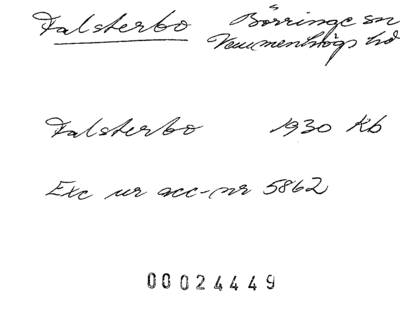 Falsterbo Börringe sn
Vemmenhögs hd
Falsterbo 1930 Kb
Exc ur acc-nr 5862
00024449